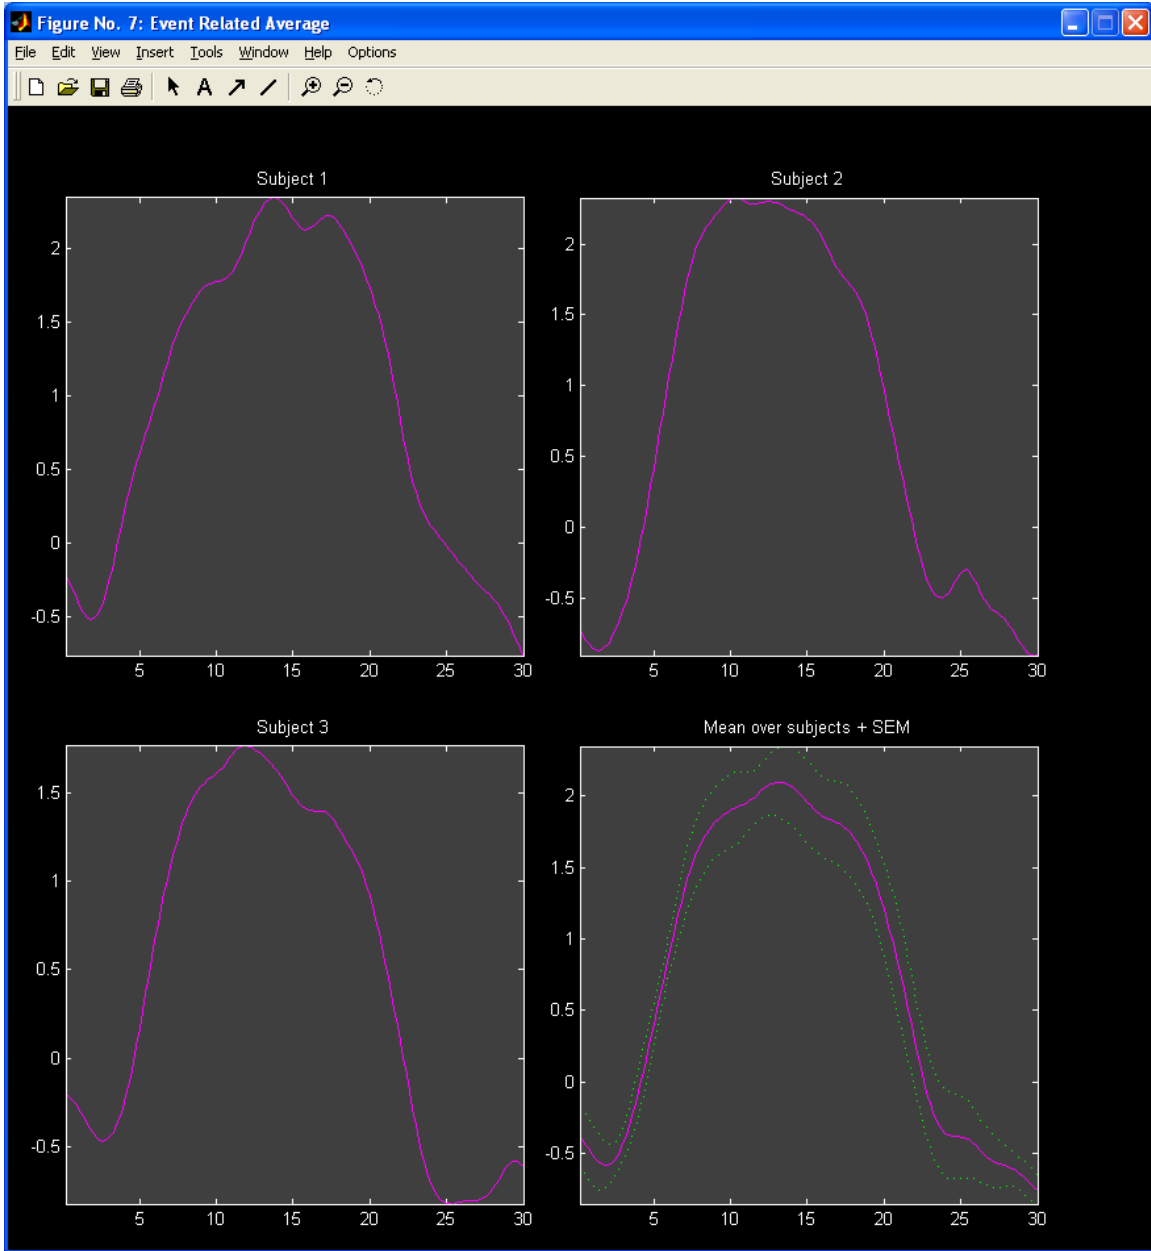 Figure No. 7: Event Related Average
File Edit View Insert Tools Window Help Options
A
Subject 1
2
1.5
1
0.5
0
-0.5
5 10 15 20 25 30
Subject 2
2
1.5
1
0.5
0
-0.5
5 10 15 20 25 30
Subject 3
1.5
1
0.5
0
-0.5
5 10 15 20 25 30
Mean over subjects + SEM
2
1.5
1
0.5
0
-0.5
5 10 15 20 25 30